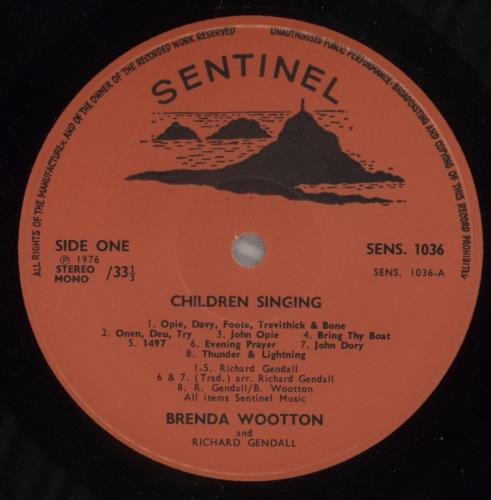 ALL RIGHTS OF THE MANUFACTURER AND OF THE OWNER OF THE RECORDED WORK RESERVED
UNAUTHORISED PUBLIC PERFORMANCE, BROADCASTING AND COPYING OF THIS RECORD PROHIBITED
SENTINEL
SIDE ONE
℗ 1976
STEREO
MONO /33⅓
SENS. 1036
SENS. 1036-A
CHILDREN SINGING
1. Opie, Davy, Foote, Trevithick & Bone
2. Onen, Deu, Try 3. John Opie 4. Bring Thy Boat
5. 1497 6. Evening Prayer 7. John Dory
8. Thunder & Lightning
1-5. Richard Gendall
6 & 7. (Trad.) arr. Richard Gendall
8. R. Gendall/B. Wootton
All items Sentinel Music
BRENDA WOOTTON
and
RICHARD GENDALL